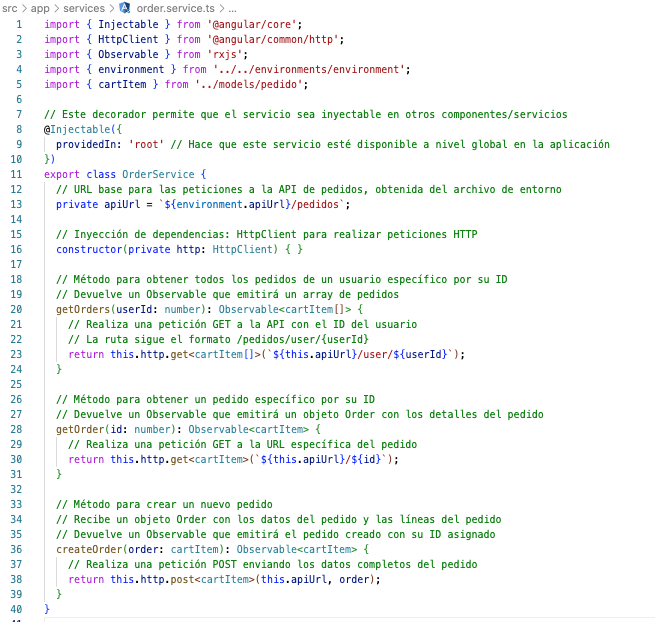 src > app > services > order.service.ts > ...
1 import { Injectable } from '@angular/core';
2 import { HttpClient } from '@angular/common/http';
3 import { Observable } from 'rxjs';
4 import { environment } from '../../environments/environment';
5 import { cartItem } from '../models/pedido';
6
7 // Este decorador permite que el servicio sea inyectable en otros componentes/servicios
8 @Injectable({
9   providedIn: 'root' // Hace que este servicio esté disponible a nivel global en la aplicación
10 })
11 export class OrderService {
12   // URL base para las peticiones a la API de pedidos, obtenida del archivo de entorno
13   private apiUrl = `${environment.apiUrl}/pedidos`;
14
15   // Inyección de dependencias: HttpClient para realizar peticiones HTTP
16   constructor(private http: HttpClient) { }
17
18   // Método para obtener todos los pedidos de un usuario específico por su ID
19   // Devuelve un Observable que emitirá un array de pedidos
20   getOrders(userId: number): Observable<cartItem[]> {
21     // Realiza una petición GET a la API con el ID del usuario
22     // La ruta sigue el formato /pedidos/user/{userId}
23     return this.http.get<cartItem[]>(`${this.apiUrl}/user/${userId}`);
24   }
25
26   // Método para obtener un pedido específico por su ID
27   // Devuelve un Observable que emitirá un objeto Order con los detalles del pedido
28   getOrder(id: number): Observable<cartItem> {
29     // Realiza una petición GET a la URL específica del pedido
30     return this.http.get<cartItem>(`${this.apiUrl}/${id}`);
31   }
32
33   // Método para crear un nuevo pedido
34   // Recibe un objeto Order con los datos del pedido y las líneas del pedido
35   // Devuelve un Observable que emitirá el pedido creado con su ID asignado
36   createOrder(order: cartItem): Observable<cartItem> {
37     // Realiza una petición POST enviando los datos completos del pedido
38     return this.http.post<cartItem>(this.apiUrl, order);
39   }
40 }